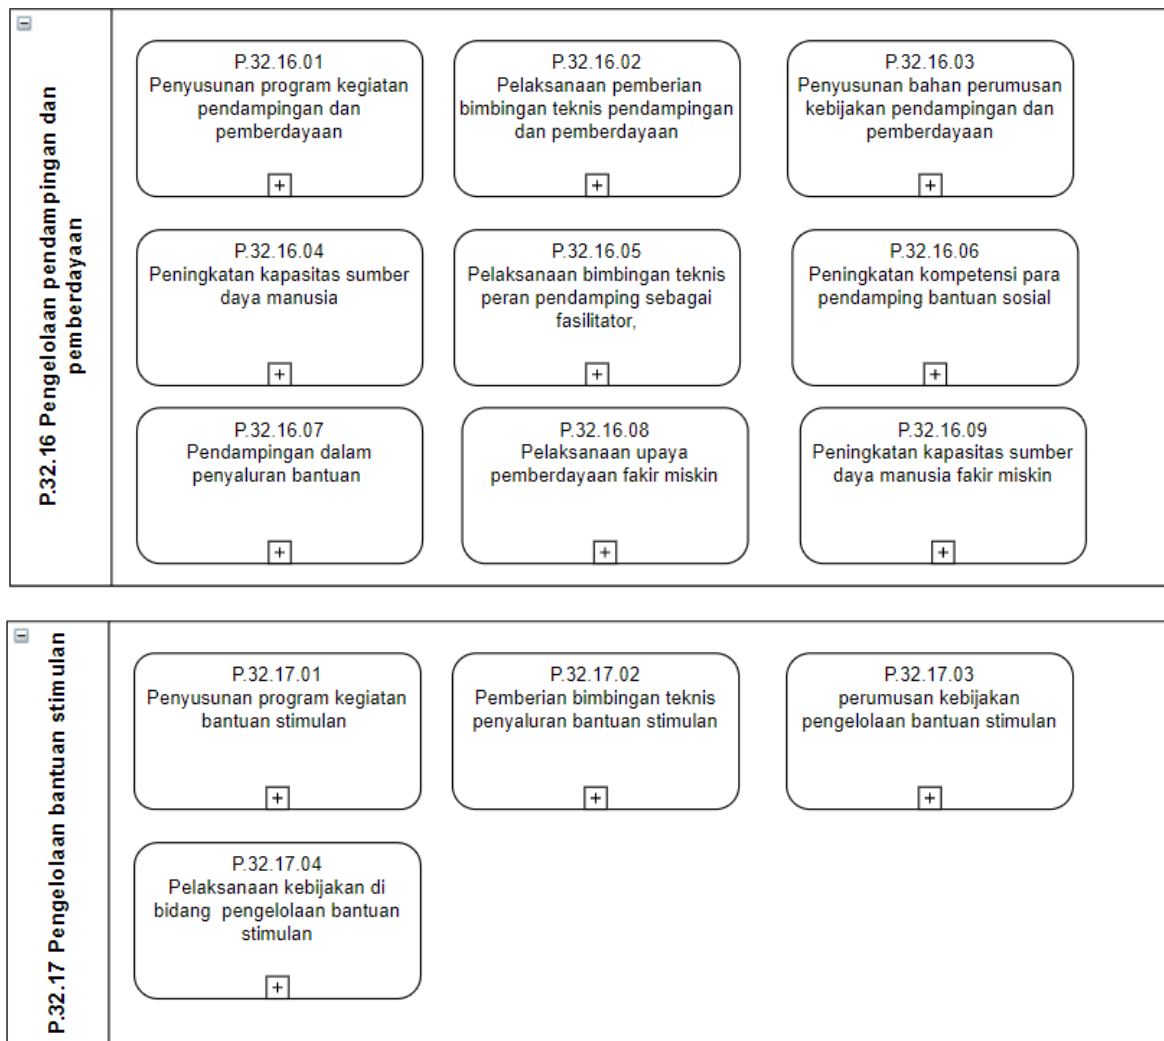 P.32.16 Pengelolaan pendampingan dan
pemberdayaan
P.32.16.01
Penyusunan program kegiatan
pendampingan dan
pemberdayaan
P.32.16.02
Pelaksanaan pemberian
bimbingan teknis pendampingan
dan pemberdayaan
P.32.16.03
Penyusunan bahan perumusan
kebijakan pendampingan dan
pemberdayaan
P.32.16.04
Peningkatan kapasitas sumber
daya manusia
P.32.16.05
Pelaksanaan bimbingan teknis
peran pendamping sebagai
fasilitator,
P.32.16.06
Peningkatan kompetensi para
pendamping bantuan sosial
P.32.16.07
Pendampingan dalam
penyaluran bantuan
P.32.16.08
Pelaksanaan upaya
pemberdayaan fakir miskin
P.32.16.09
Peningkatan kapasitas sumber
daya manusia fakir miskin
P.32.17 Pengelolaan bantuan stimulan
P.32.17.01
Penyusunan program kegiatan
bantuan stimulan
P.32.17.02
Pemberian bimbingan teknis
penyaluran bantuan stimulan
P.32.17.03
perumusan kebijakan
pengelolaan bantuan stimulan
P.32.17.04
Pelaksanaan kebijakan di
bidang  pengelolaan bantuan
stimulan